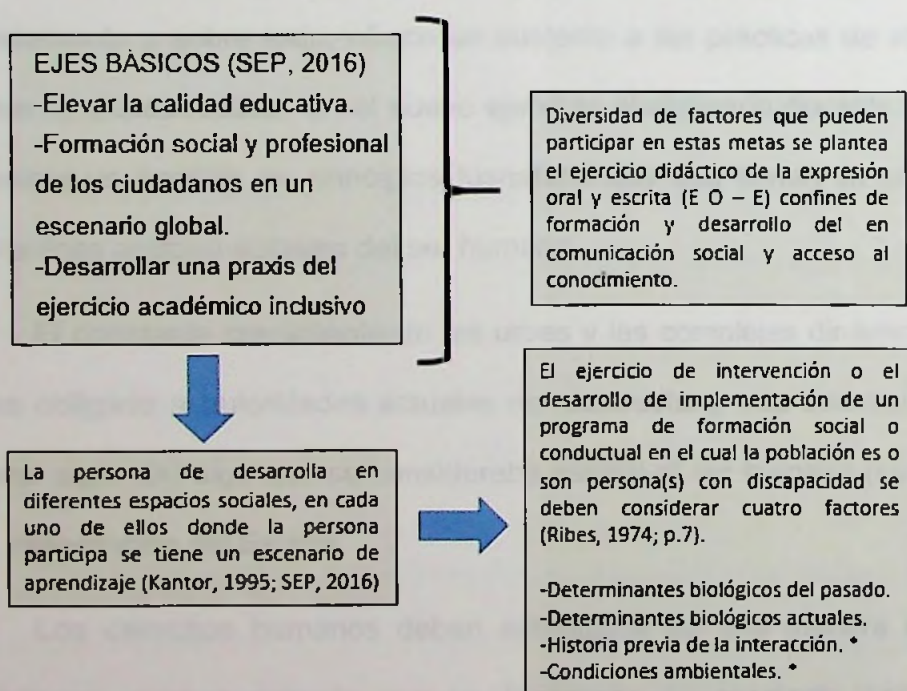 EJES BASICOS (SEP, 2016)
-Elevar la calidad educativa.
-Formación social y profesional
de los ciudadanos en un
escenario global.
-Desarrollar una praxis del
ejercicio académico inclusivo
Diversidad de factores que pueden
participar en estas metas se plantea
el ejercicio didáctico de la expresión
oral y escrita (E O – E) confines de
formación y desarrollo del en
comunicación social y acceso al
conocimiento.
La persona de desarrolla en
diferentes espacios sociales, en cada
uno de ellos donde la persona
participa se tiene un escenario de
aprendizaje (Kantor, 1995; SEP, 2016)
El ejercicio de intervención o el
desarrollo de implementación de un
programa de formación social o
conductual en el cual la población es o
son persona(s) con discapacidad se
deben considerar cuatro factores
(Ribes, 1974; p.7).
-Determinantes biológicos del pasado.
-Determinantes biológicos actuales.
-Historia previa de la interacción. *
-Condiciones ambientales. *